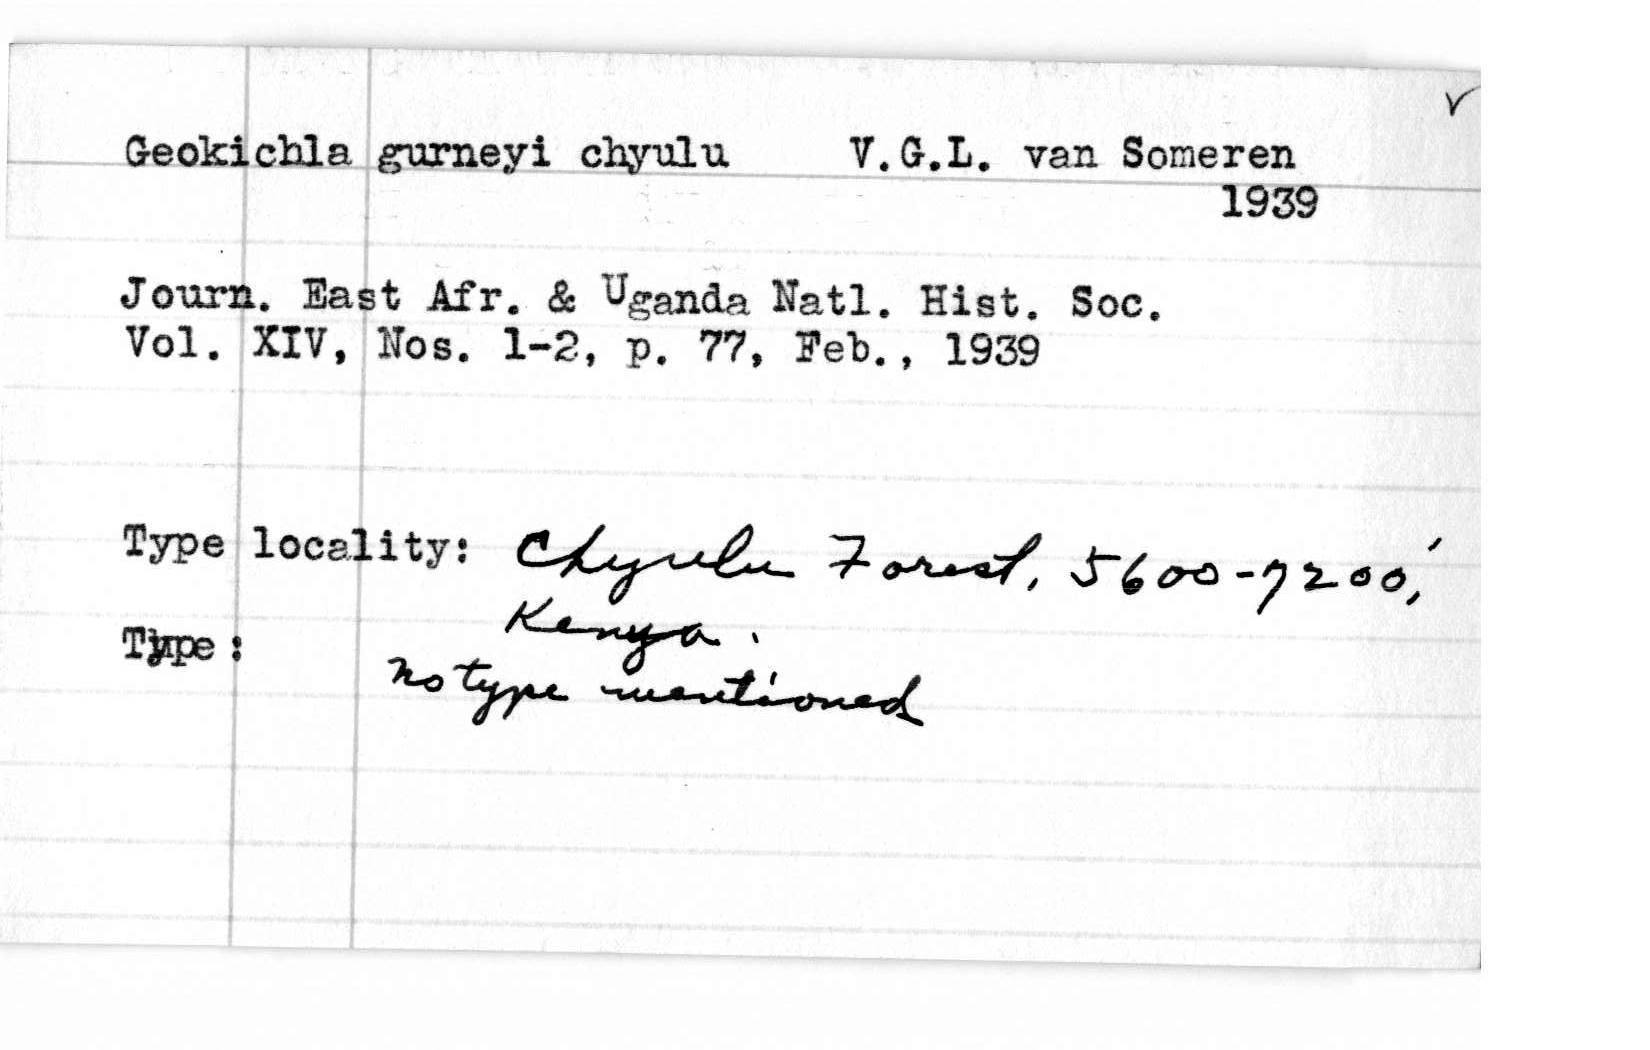 Geokichla gurneyi chyulu V.G.L. van Someren
1939
Journ. East Afr. & Uganda Natl. Hist. Soc.
Vol. XIV, Nos. 1-2, p. 77, Feb., 1939
Type locality: Chyulu Forest, 5600-7200',
Kenya.
Type:
no type mentioned